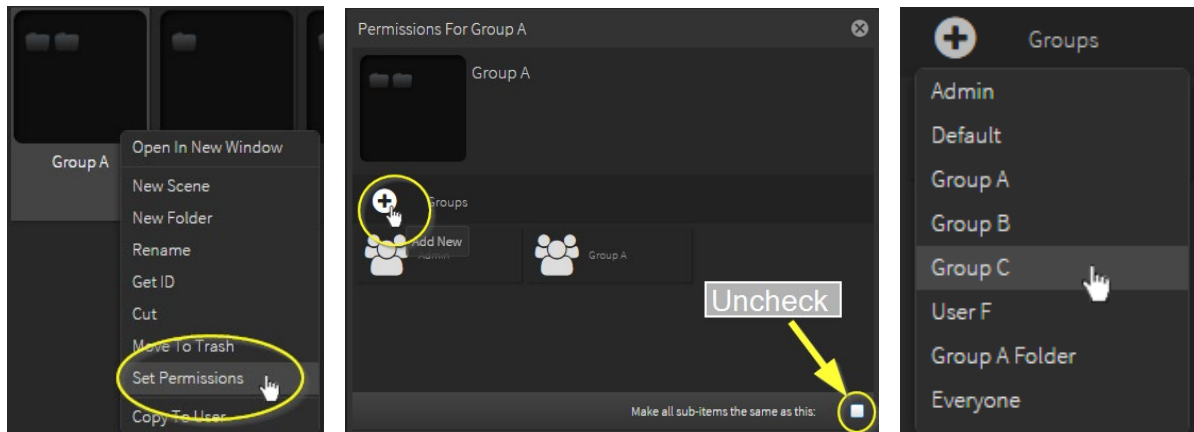 Group A
Open In New Window
New Scene
New Folder
Rename
Get ID
Cut
Move To Trash
Set Permissions
Copy To User
Permissions For Group A
Group A
Groups
Add New
Admin
Group A
Uncheck
Make all sub-items the same as this:
Groups
Admin
Default
Group A
Group B
Group C
User F
Group A Folder
Everyone